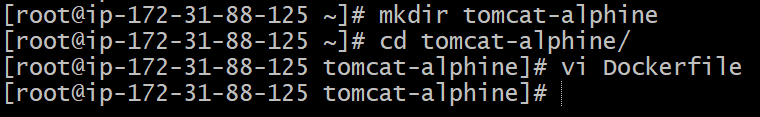 [root@ip-172-31-88-125 ~]# mkdir tomcat-alphine
[root@ip-172-31-88-125 ~]# cd tomcat-alphine/
[root@ip-172-31-88-125 tomcat-alphine]# vi Dockerfile
[root@ip-172-31-88-125 tomcat-alphine]#